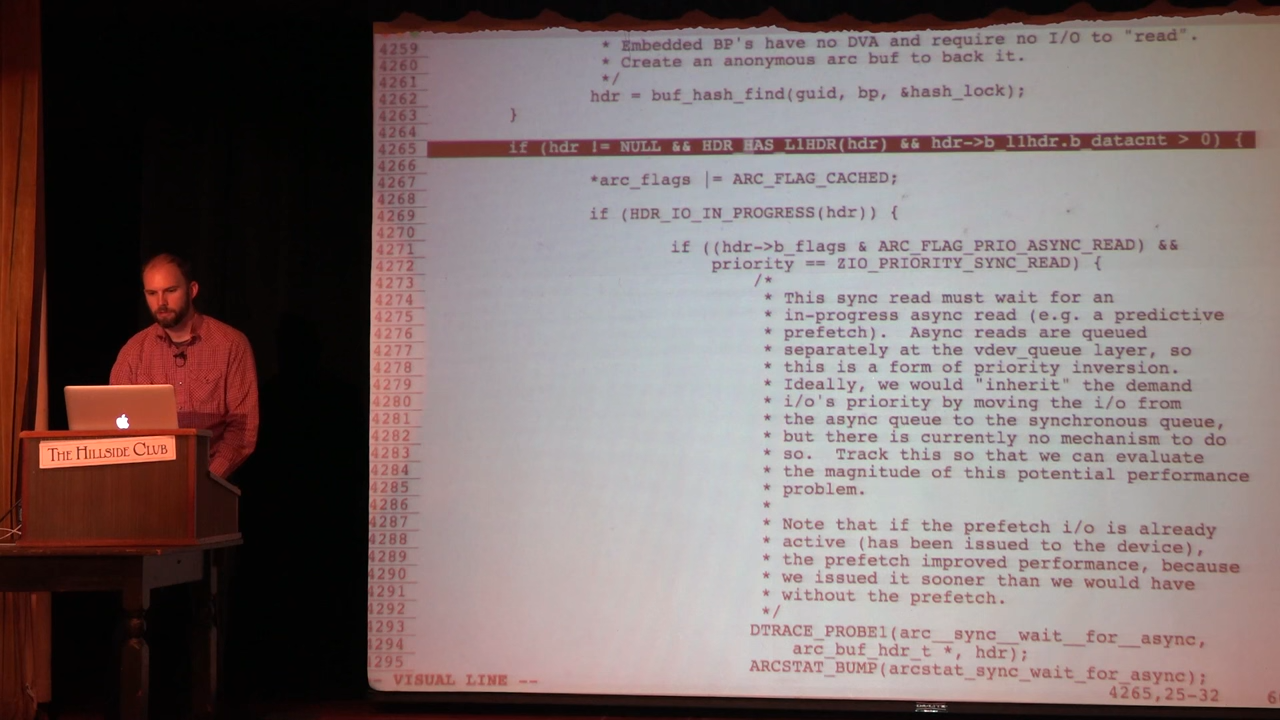 4259 * Embedded BP's have no DVA and require no I/O to "read".
4260 * Create an anonymous arc buf to back it.
4261 */
4262 hdr = buf_hash_find(guid, bp, &hash_lock);
4263 }
4264
4265 if (hdr != NULL && HDR_HAS_L1HDR(hdr) && hdr->b_l1hdr.b_datacnt > 0) {
4266
4267 *arc_flags |= ARC_FLAG_CACHED;
4268
4269 if (HDR_IO_IN_PROGRESS(hdr)) {
4270
4271 if ((hdr->b_flags & ARC_FLAG_PRIO_ASYNC_READ) &&
4272 priority == ZIO_PRIORITY_SYNC_READ) {
4273 /*
4274 * This sync read must wait for an
4275 * in-progress async read (e.g. a predictive
4276 * prefetch). Async reads are queued
4277 * separately at the vdev_queue layer, so
4278 * this is a form of priority inversion.
4279 * Ideally, we would "inherit" the demand
4280 * i/o's priority by moving the i/o from
4281 * the async queue to the synchronous queue,
4282 * but there is currently no mechanism to do
4283 * so. Track this so that we can evaluate
4284 * the magnitude of this potential performance
4285 * problem.
4286 *
4287 * Note that if the prefetch i/o is already
4288 * active (has been issued to the device),
4289 * the prefetch improved performance, because
4290 * we issued it sooner than we would have
4291 * without the prefetch.
4292 */
4293 DTRACE_PROBE1(arc__sync__wait__for__async,
4294 arc_buf_hdr_t *, hdr);
4295 ARCSTAT_BUMP(arcstat_sync_wait_for_async);
- VISUAL LINE -- 4265,25-32 6
THE HILLSIDE CLUB